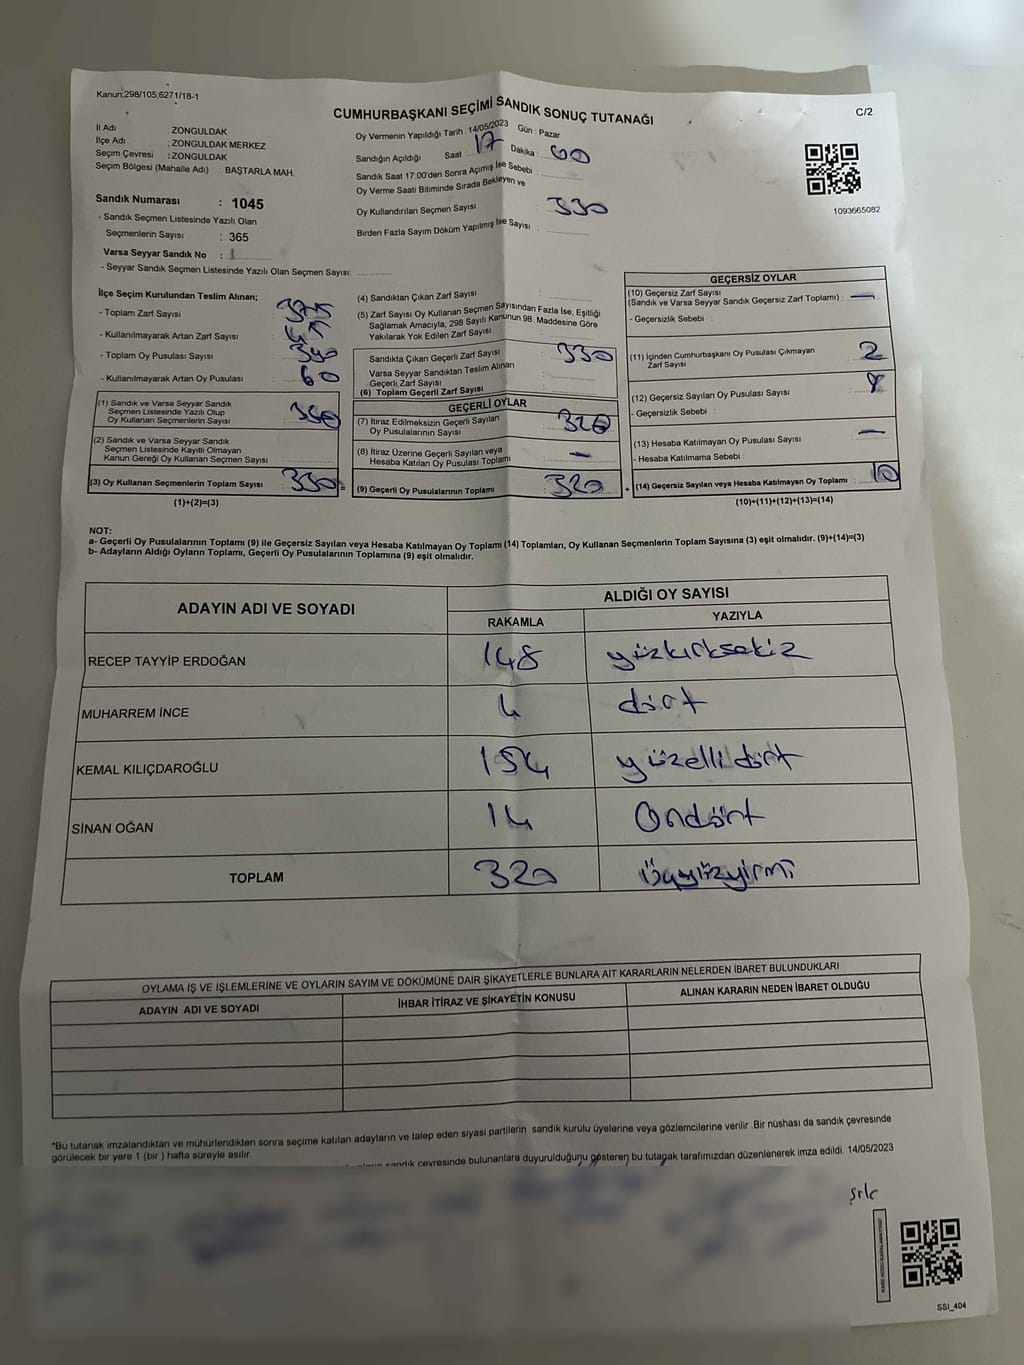 Kanun;298/105,6271/18-1
CUMHURBAŞKANI SEÇİMİ SANDIK SONUÇ TUTANAĞI
C/2
İl Adı ZONGULDAK
İlçe Adı : ZONGULDAK MERKEZ
Seçim Çevresi : ZONGULDAK
Seçim Bölgesi (Mahalle Adı) : BAŞTARLA MAH.
Sandık Numarası : 1045
- Sandık Seçmen Listesinde Yazılı Olan
Seçmenlerin Sayısı : 365
Varsa Seyyar Sandık No :
- Seyyar Sandık Seçmen Listesinde Yazılı Olan Seçmen Sayısı:
Oy Vermenin Yapıldığı Tarih : 14/05/2023 Gün : Pazar
Sandığın Açıldığı Saat : 17 Dakika : 00
Sandık Saat 17:00'den Sonra Açımış İse Sebebi :
Oy Verme Saati Bitiminde Sırada Bekleyen ve
Oy Kullandırılan Seçmen Sayısı : 330
Birden Fazla Sayım Döküm Yapılmış İse Sayısı :
1093665082
İlçe Seçim Kurulundan Teslim Alınan;
- Toplam Zarf Sayısı :
- Kullanılmayarak Artan Zarf Sayısı :
- Toplam Oy Pusulası Sayısı :
- Kullanılmayarak Artan Oy Pusulası : 60
(1) Sandık ve Varsa Seyyar Sandık
Seçmen Listesinde Yazılı Olup
Oy Kullanan Seçmenlerin Sayısı :
(2) Sandık ve Varsa Seyyar Sandık
Seçmen Listesinde Kayıtlı Olmayan
Kanun Gereği Oy Kullanan Seçmen Sayısı :
(3) Oy Kullanan Seçmenlerin Toplam Sayısı : 330 =
(1)+(2)=(3)
(4) Sandıktan Çıkan Zarf Sayısı :
(5) Zarf Sayısı Oy Kullanan Seçmen Sayısından Fazla İse, Eşitliği
Sağlamak Amacıyla, 298 Sayılı Kanunun 98. Maddesine Göre
Yakılarak Yok Edilen Zarf Sayısı :
Sandıkta Çıkan Geçerli Zarf Sayısı : 330
Varsa Seyyar Sandıktan Teslim Alınan
Geçerli Zarf Sayısı :
(6) Toplam Geçerli Zarf Sayısı :
GEÇERLİ OYLAR
(7) İtiraz Edilmeksizin Geçerli Sayılan
Oy Pusulalarının Sayısı : 320
(8) İtiraz Üzerine Geçerli Sayılan veya
Hesaba Katılan Oy Pusulası Toplamı : -
(9) Geçerli Oy Pusulalarının Toplamı : 320 +
GEÇERSİZ OYLAR
(10) Geçersiz Zarf Sayısı
(Sandık ve Varsa Seyyar Sandık Geçersiz Zarf Toplamı) : -
- Geçersizlik Sebebi :
(11) İçinden Cumhurbaşkanı Oy Pusulası Çıkmayan
Zarf Sayısı : 2
(12) Geçersiz Sayılan Oy Pusulası Sayısı : 8
- Geçersizlik Sebebi :
(13) Hesaba Katılmayan Oy Pusulası Sayısı : -
- Hesaba Katılmama Sebebi :
(14) Geçersiz Sayılan veya Hesaba Katılmayan Oy Toplamı : 10
(10)+(11)+(12)+(13)=(14)
NOT:
a- Geçerli Oy Pusulalarının Toplamı (9) ile Geçersiz Sayılan veya Hesaba Katılmayan Oy Toplamı (14) Toplamları, Oy Kullanan Seçmenlerin Toplam Sayısına (3) eşit olmalıdır. (9)+(14)=(3)
b- Adayların Aldığı Oyların Toplamı, Geçerli Oy Pusulalarının Toplamına (9) eşit olmalıdır.
ADAYIN ADI VE SOYADI ALDIĞI OY SAYISI
RAKAMLA YAZIYLA
RECEP TAYYİP ERDOĞAN 148 yüzkırksekiz
MUHARREM İNCE 4 dört
KEMAL KILIÇDAROĞLU 154 yüzellidört
SİNAN OĞAN 14 Ondört
TOPLAM 320 üçyüzyirmi
OYLAMA İŞ VE İŞLEMLERİNE VE OYLARIN SAYIM VE DÖKÜMÜNE DAİR ŞİKAYETLERLE BUNLARA AİT KARARLARIN NELERDEN İBARET BULUNDUKLARI
ADAYIN ADI VE SOYADI İHBAR İTİRAZ VE ŞİKAYETİN KONUSU ALINAN KARARIN NEDEN İBARET OLDUĞU
*Bu tutanak imzalandıktan ve mühürlendikten sonra seçime katılan adayların ve talep eden siyasi partilerin sandık kurulu üyelerine veya gözlemcilerine verilir .Bir nüshası da sandık çevresinde
görülecek bir yere 1 (bir ) hafta süreyle asılır.
sandık çevresinde bulunanlara duyurulduğunu gösteren bu tutanak tarafımızdan düzenlenerek imza edildi. 14/05/2023
SSI_404